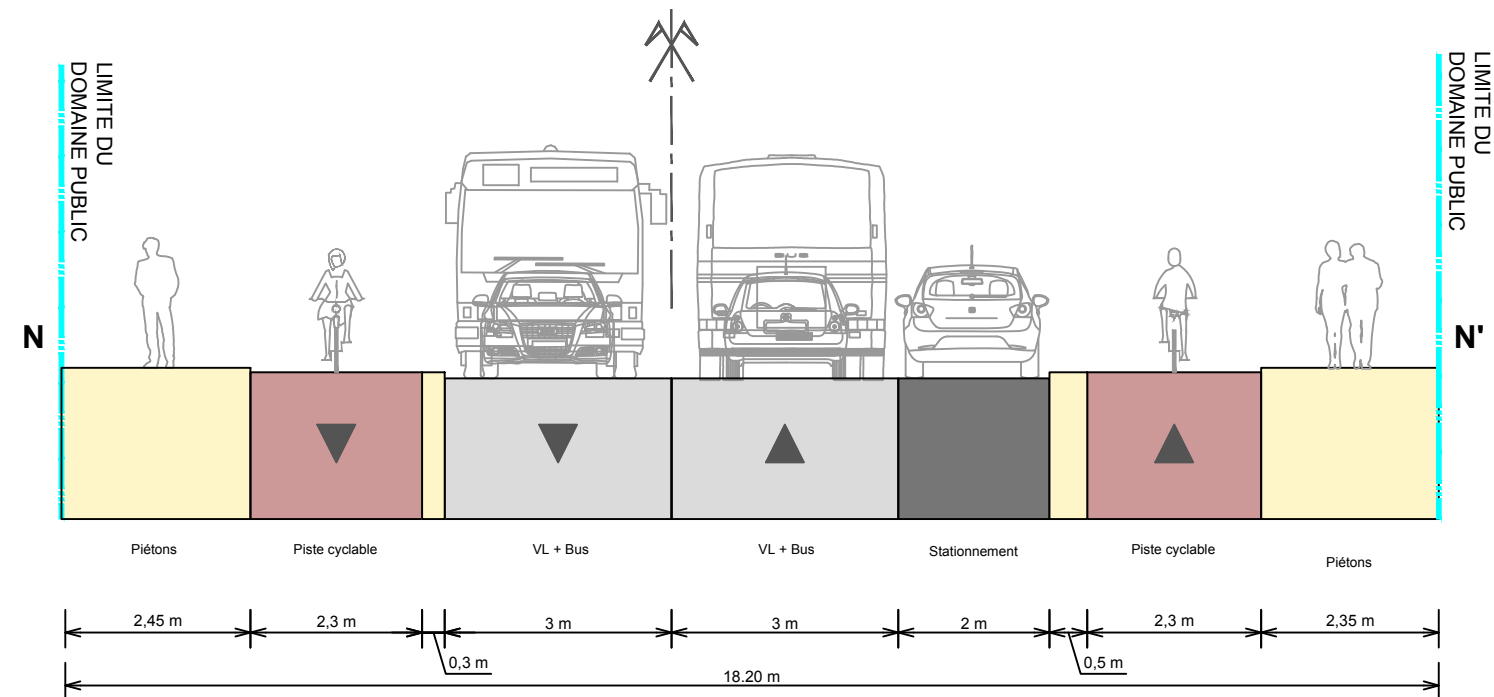 LIMITE DU
DOMAINE PUBLIC
LIMITE DU
DOMAINE PUBLIC
N
N'
Piétons
Piste cyclable
VL + Bus
VL + Bus
Stationnement
Piste cyclable
Piétons
2,45 m
2,3 m
0,3 m
3 m
3 m
2 m
0,5 m
2,3 m
2,35 m
18.20 m